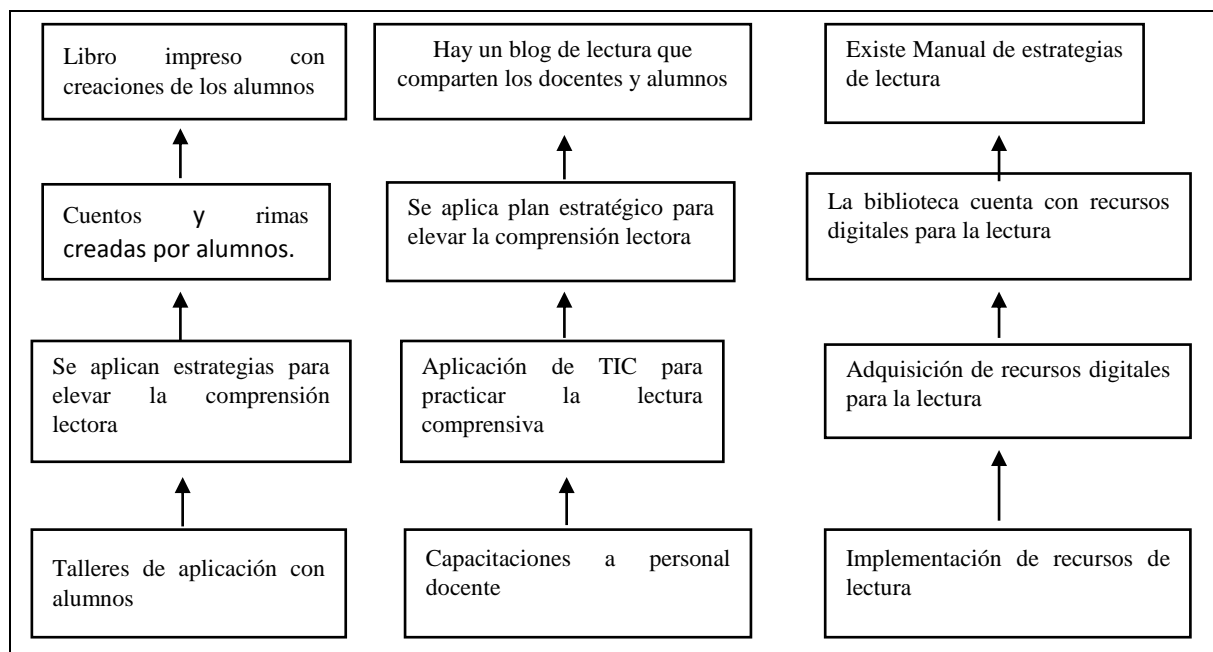 Libro impreso con
creaciones de los alumnos
Hay un blog de lectura que
comparten los docentes y alumnos
Existe Manual de estrategias
de lectura
Cuentos y rimas
creadas por alumnos.
Se aplica plan estratégico para
elevar la comprensión lectora
La biblioteca cuenta con recursos
digitales para la lectura
Se aplican estrategias para
elevar la comprensión
lectora
Aplicación de TIC para
practicar la lectura
comprensiva
Adquisición de recursos digitales
para la lectura
Talleres de aplicación con
alumnos
Capacitaciones a personal
docente
Implementación de recursos de
lectura